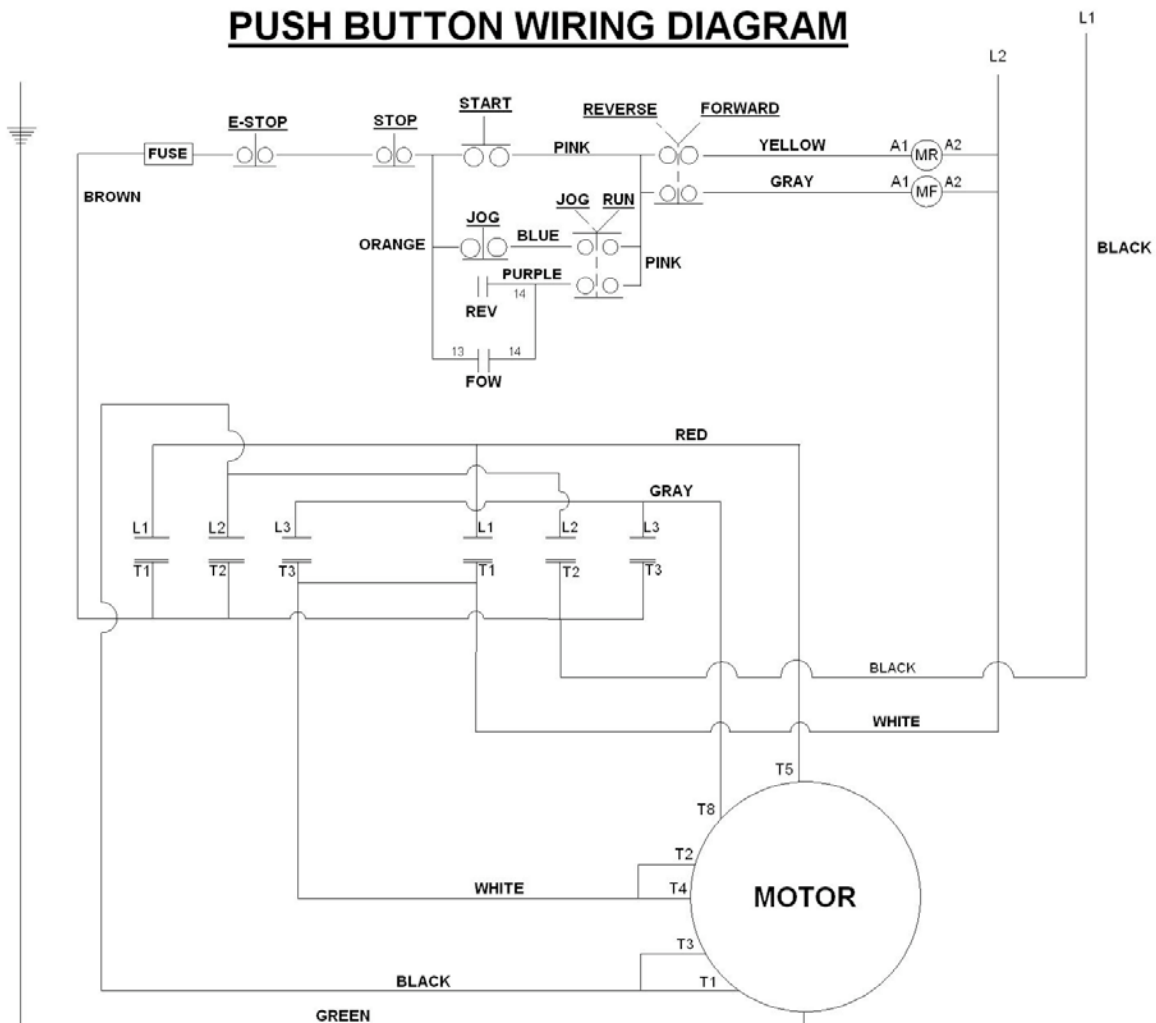 PUSH BUTTON WIRING DIAGRAM
L1
L2
START
REVERSE FORWARD
E-STOP
STOP
FUSE
PINK
YELLOW
A1 MR A2
GRAY
A1 MF A2
BROWN
JOG RUN
JOG
BLUE
ORANGE
BLACK
PINK
PURPLE
14
REV
13 14
FOW
RED
GRAY
L1 L2 L3 L1 L2 L3
T1 T2 T3 T1 T2 T3
BLACK
WHITE
T5
T8
T2
WHITE
T4
MOTOR
T3
BLACK
T1
GREEN